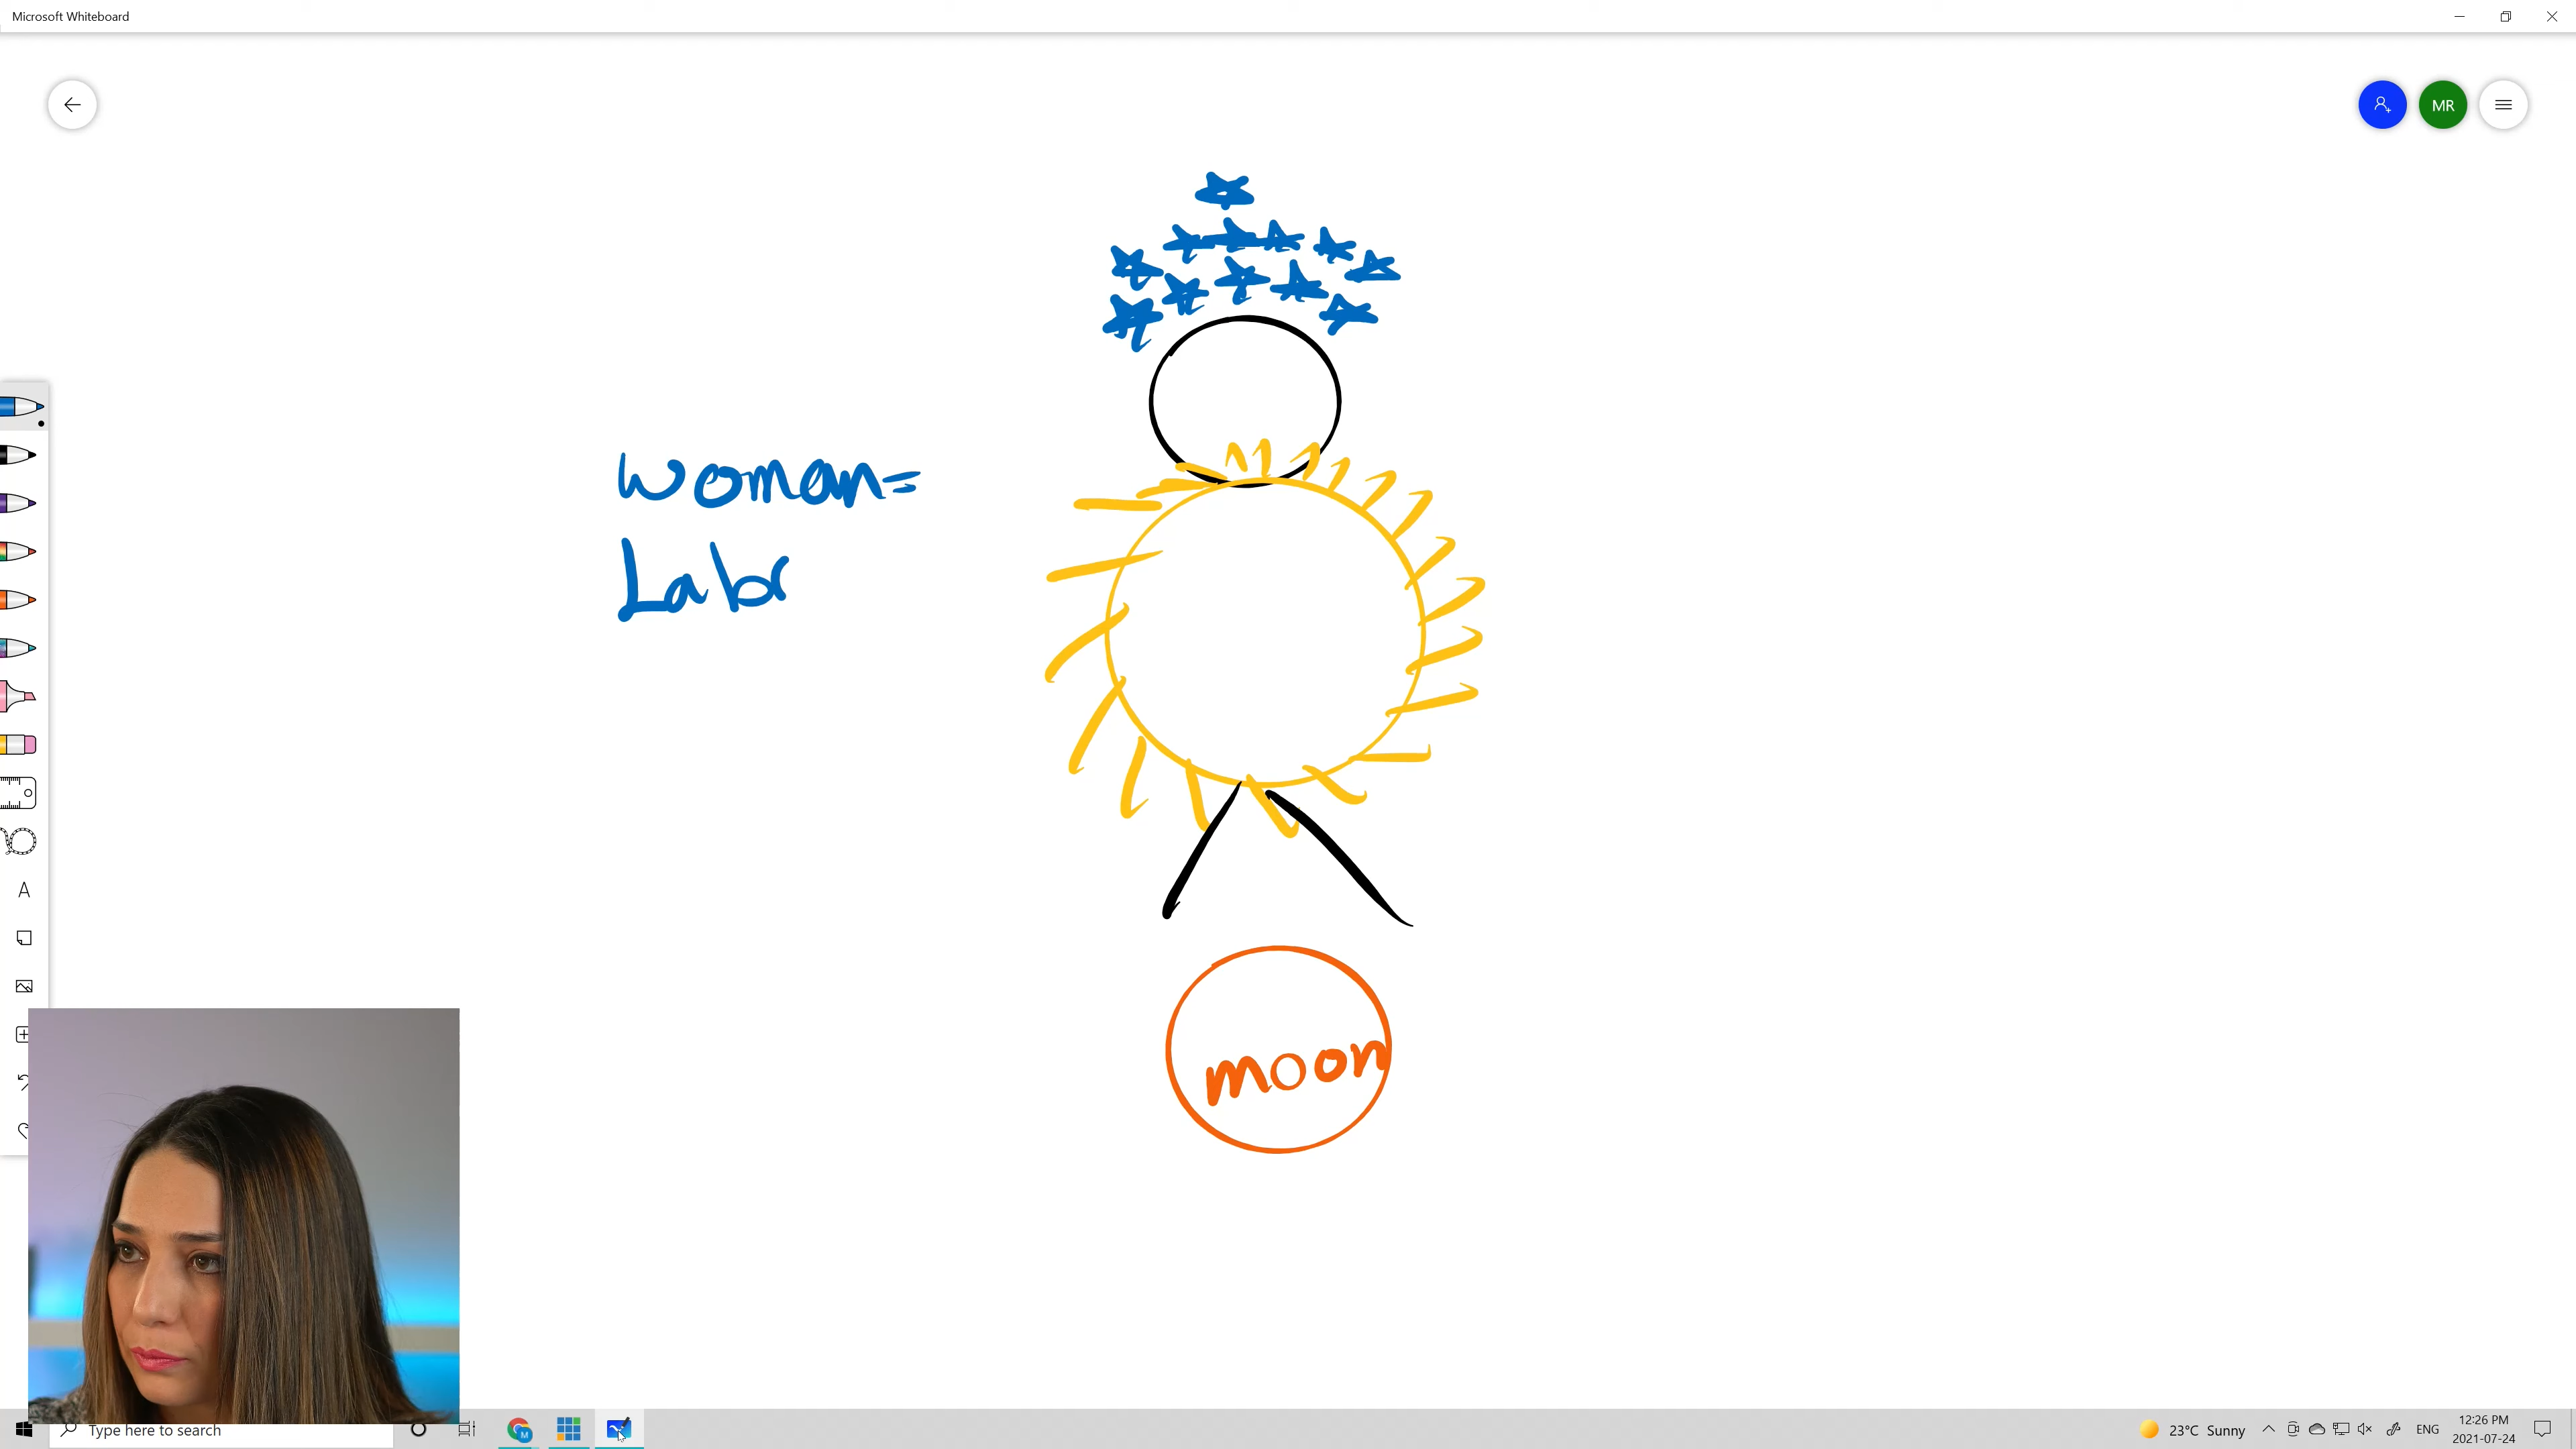 Microsoft Whiteboard
MR
woman=
Labr
moon
A
M
Type here to search
23°C Sunny
ENG
12:26 PM
2021-07-24